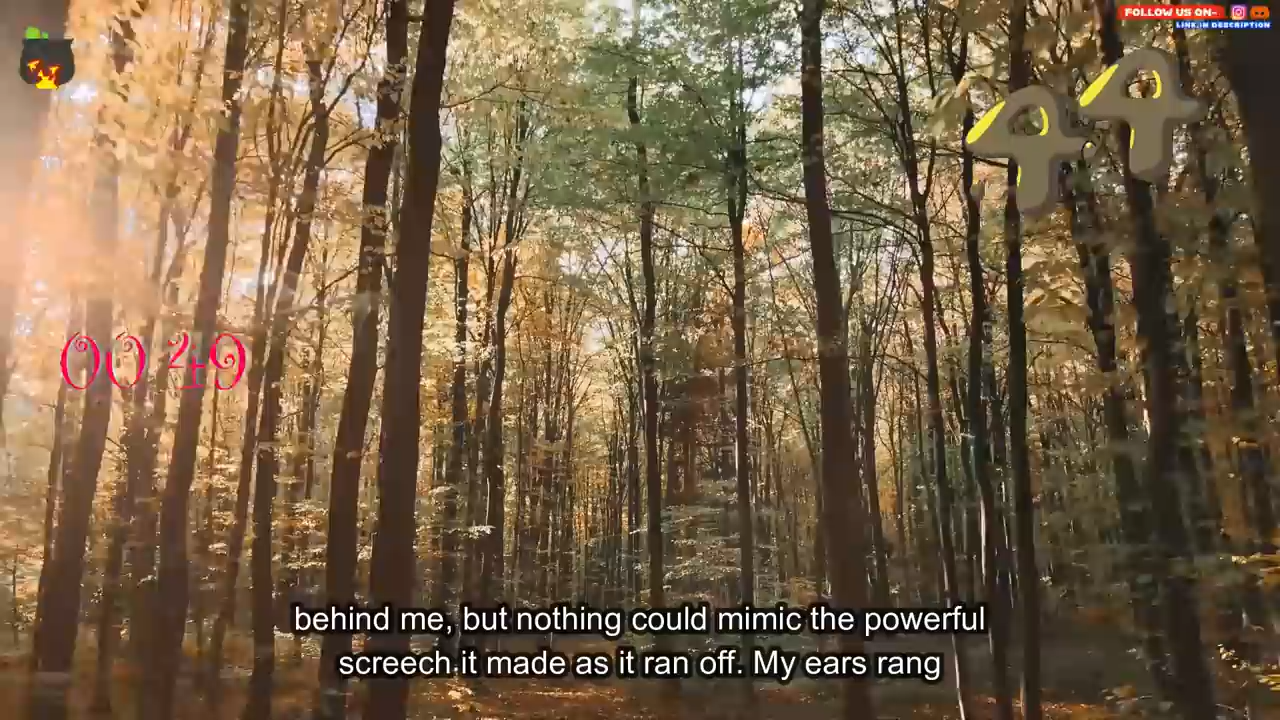 FOLLOW US ON-
LINK IN DESCRIPTION
44
00 49
behind me, but nothing could mimic the powerful
screech it made as it ran off. My ears rang